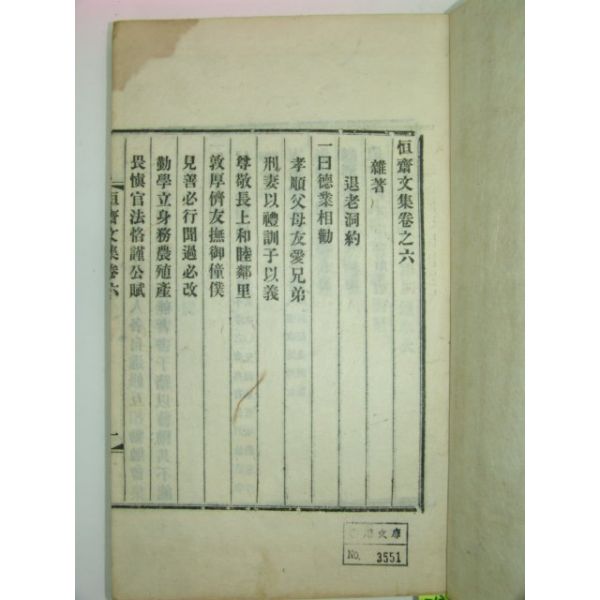 恒齋文集卷之六
雜著
退老洞約
一曰德業相勸
孝順父母友愛兄弟
刑妻以禮訓子以義
尊敬長上和睦鄰里
敦厚儕友撫御僮僕
見善必行聞過必改
勤學立身務農殖產
畏愼官法恪謹公賦
恒齋文集卷六
一
文庫
No. 3551